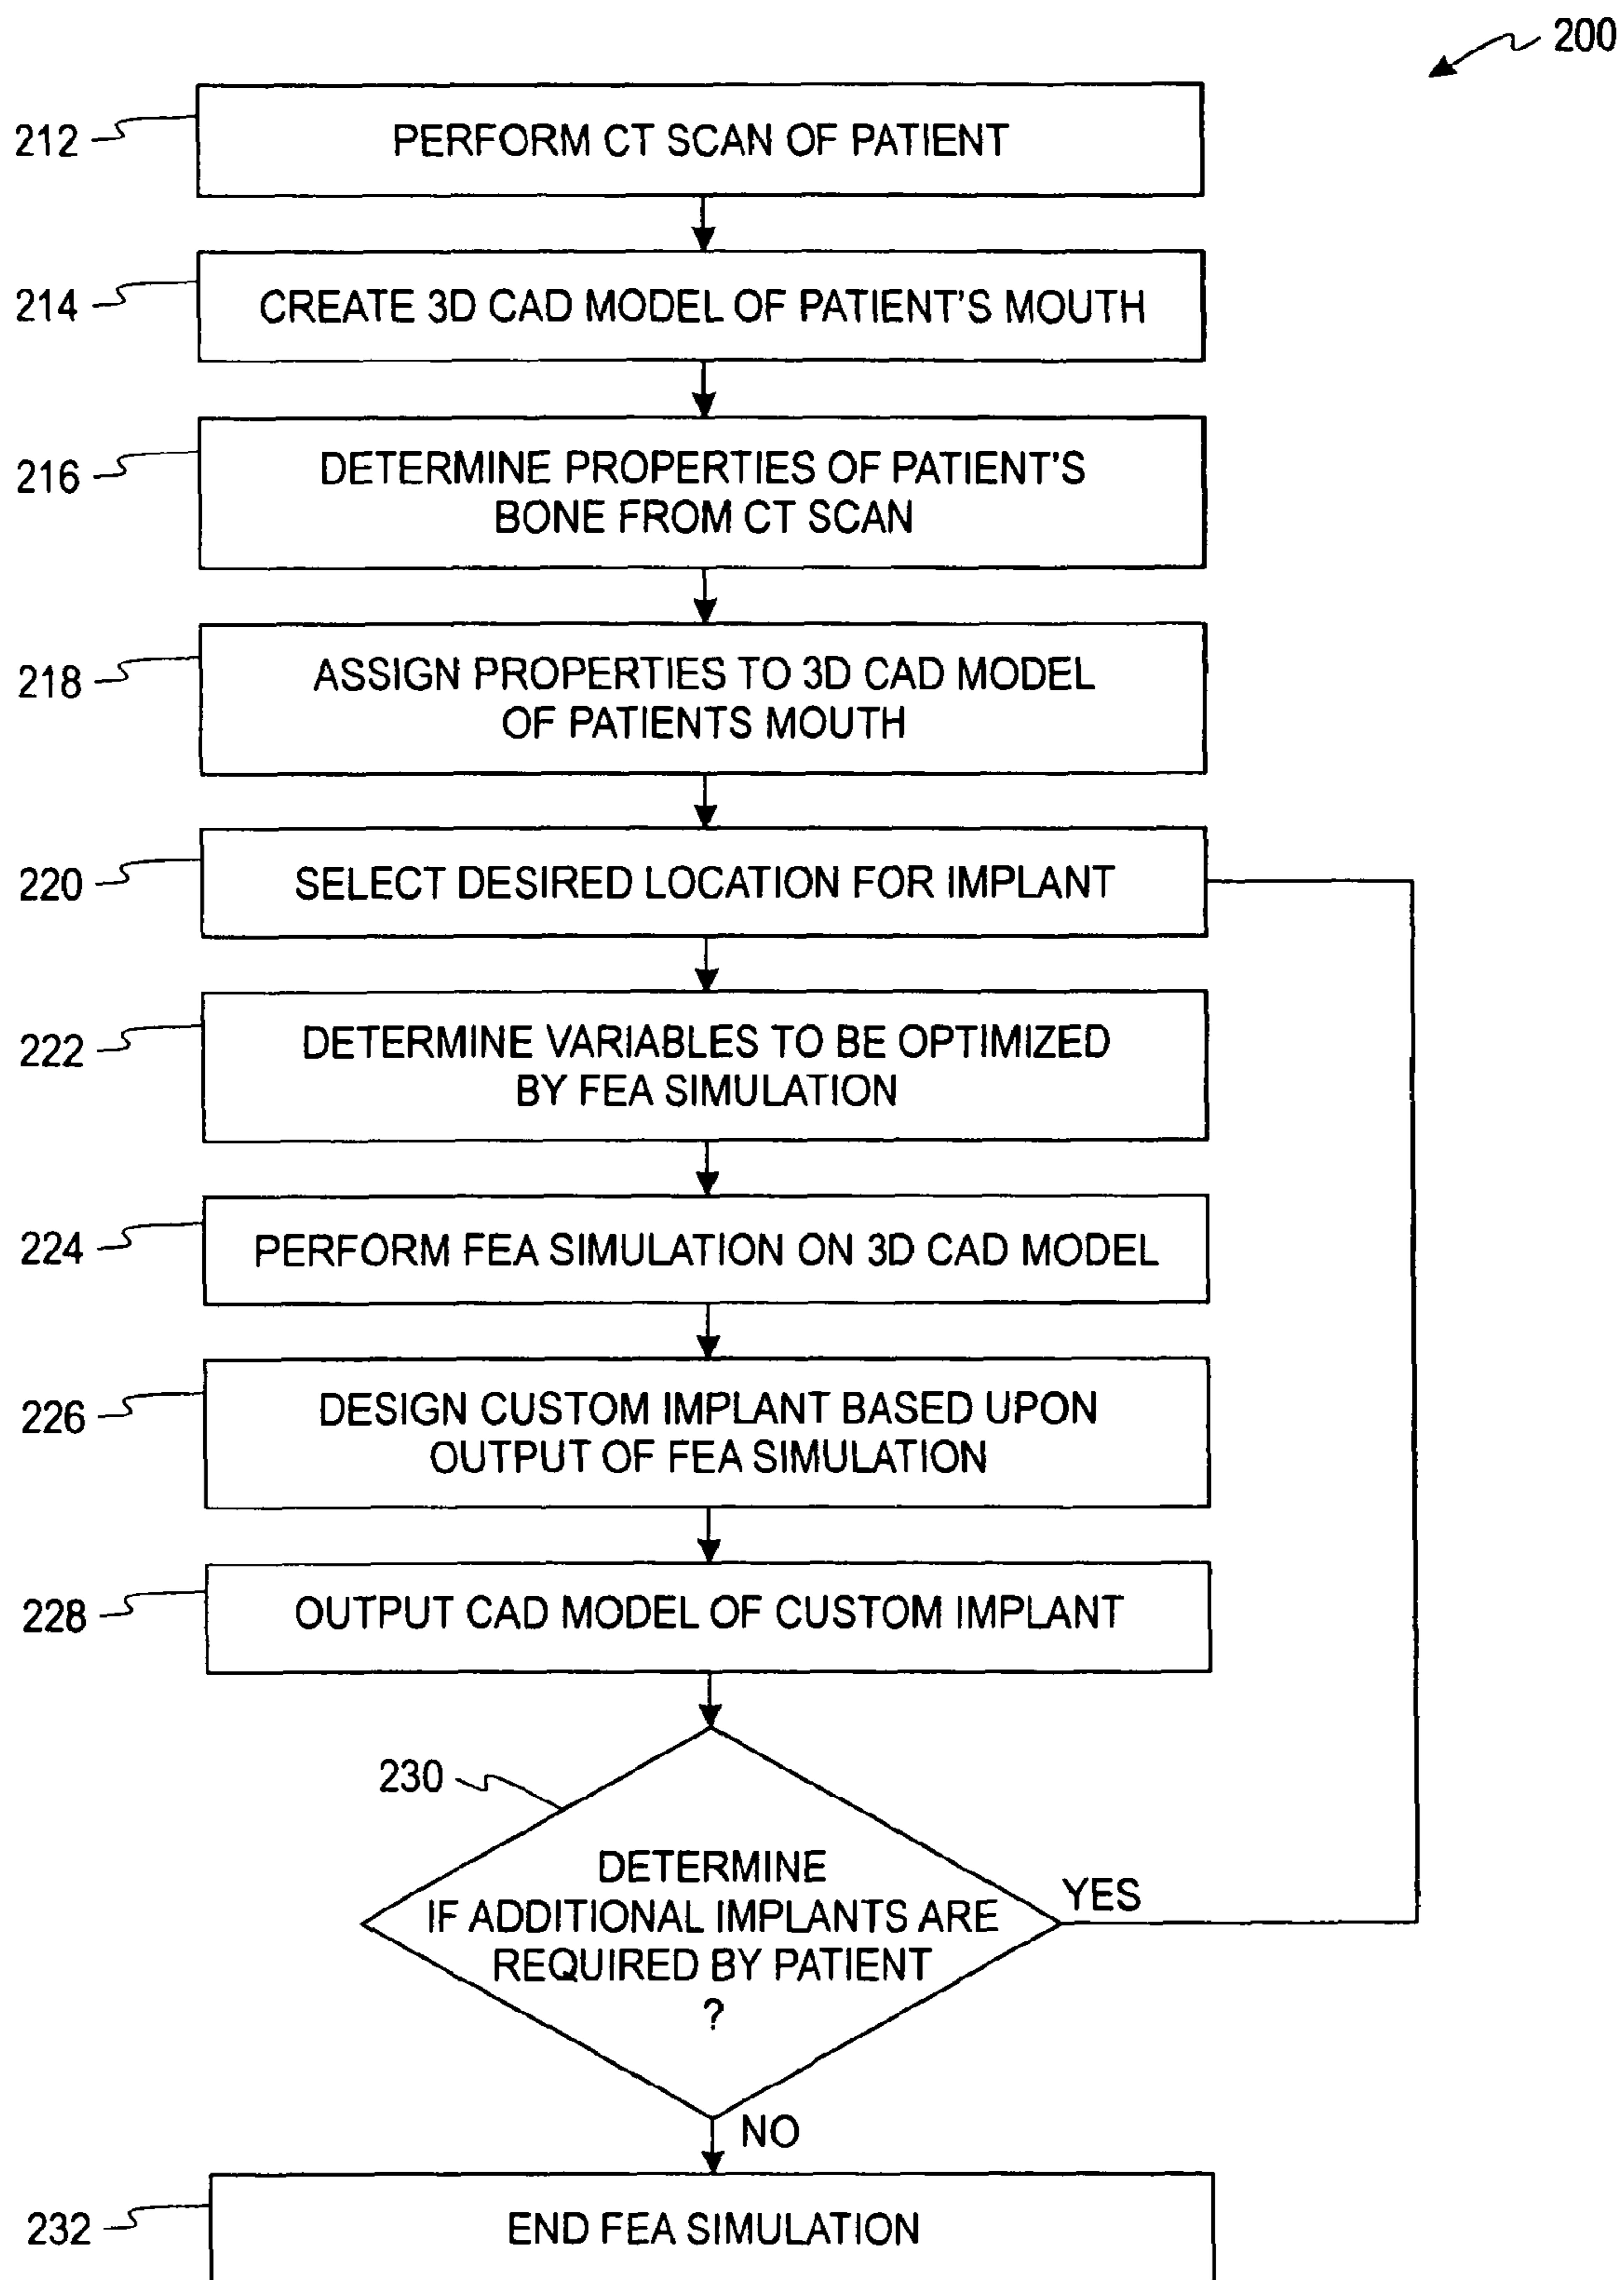 200
212
PERFORM CT SCAN OF PATIENT
214
CREATE 3D CAD MODEL OF PATIENT'S MOUTH
216
DETERMINE PROPERTIES OF PATIENT'S
BONE FROM CT SCAN
218
ASSIGN PROPERTIES TO 3D CAD MODEL
OF PATIENTS MOUTH
220
SELECT DESIRED LOCATION FOR IMPLANT
222
DETERMINE VARIABLES TO BE OPTIMIZED
BY FEA SIMULATION
224
PERFORM FEA SIMULATION ON 3D CAD MODEL
226
DESIGN CUSTOM IMPLANT BASED UPON
OUTPUT OF FEA SIMULATION
228
OUTPUT CAD MODEL OF CUSTOM IMPLANT
230
DETERMINE
IF ADDITIONAL IMPLANTS ARE
REQUIRED BY PATIENT
?
YES
NO
232
END FEA SIMULATION